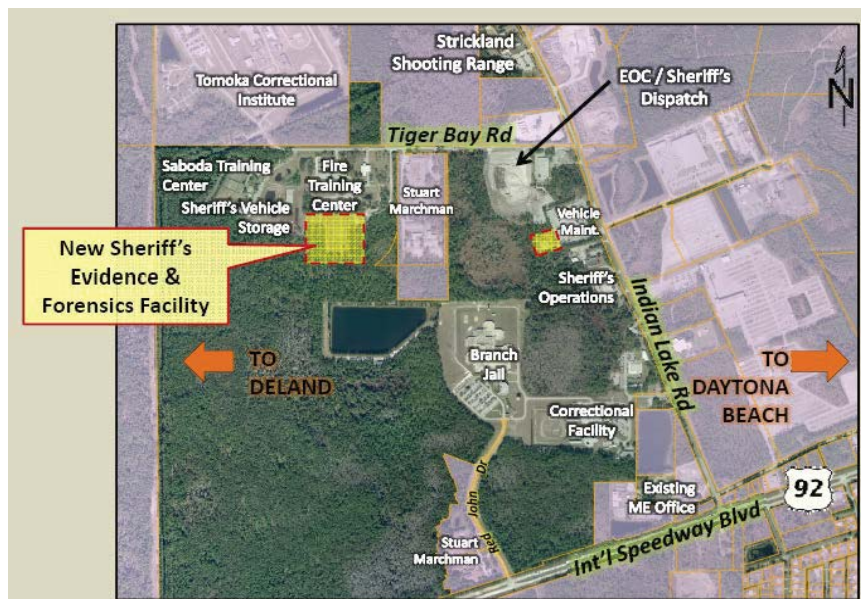 Strickland
Shooting Range
EOC / Sheriff's
Dispatch
N
Tomoka Correctional
Institute
Tiger Bay Rd
Saboda Training
Center
Fire
Training
Center
Stuart
Marchman
Sheriff's Vehicle
Storage
Vehicle
Maint.
New Sheriff's
Evidence &
Forensics Facility
Sheriff's
Operations
Indian Lake Rd
TO
DELAND
Branch
Jail
TO
DAYTONA
BEACH
Correctional
Facility
Red John Dr
Existing
ME Office
92
Stuart
Marchman
Int'l Speedway Blvd